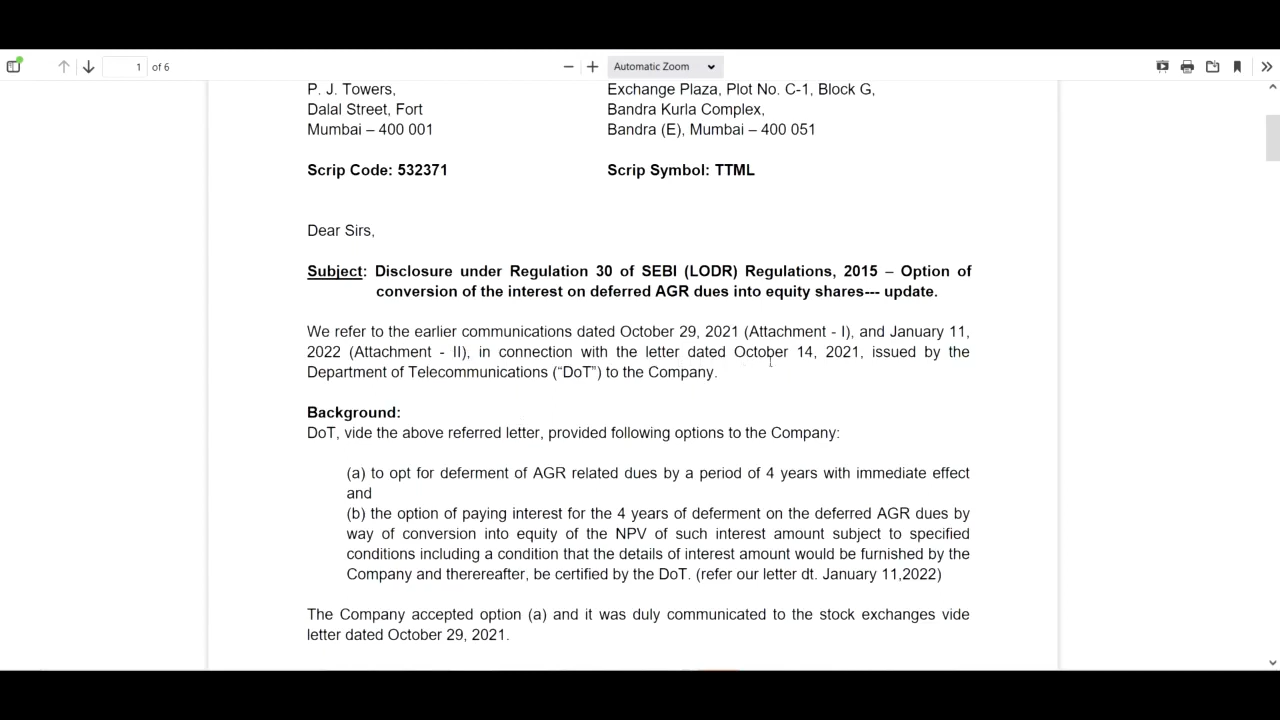 1 of 6
Automatic Zoom
P. J. Towers,
Dalal Street, Fort
Mumbai – 400 001
Exchange Plaza, Plot No. C-1, Block G,
Bandra Kurla Complex,
Bandra (E), Mumbai – 400 051
Scrip Code: 532371
Scrip Symbol: TTML
Dear Sirs,
Subject: Disclosure under Regulation 30 of SEBI (LODR) Regulations, 2015 – Option of
conversion of the interest on deferred AGR dues into equity shares--- update.
We refer to the earlier communications dated October 29, 2021 (Attachment - I), and January 11,
2022 (Attachment - II), in connection with the letter dated October 14, 2021, issued by the
Department of Telecommunications (“DoT”) to the Company.
Background:
DoT, vide the above referred letter, provided following options to the Company:
(a) to opt for deferment of AGR related dues by a period of 4 years with immediate effect
and
(b) the option of paying interest for the 4 years of deferment on the deferred AGR dues by
way of conversion into equity of the NPV of such interest amount subject to specified
conditions including a condition that the details of interest amount would be furnished by the
Company and thereafter, be certified by the DoT. (refer our letter dt. January 11,2022)
The Company accepted option (a) and it was duly communicated to the stock exchanges vide
letter dated October 29, 2021.